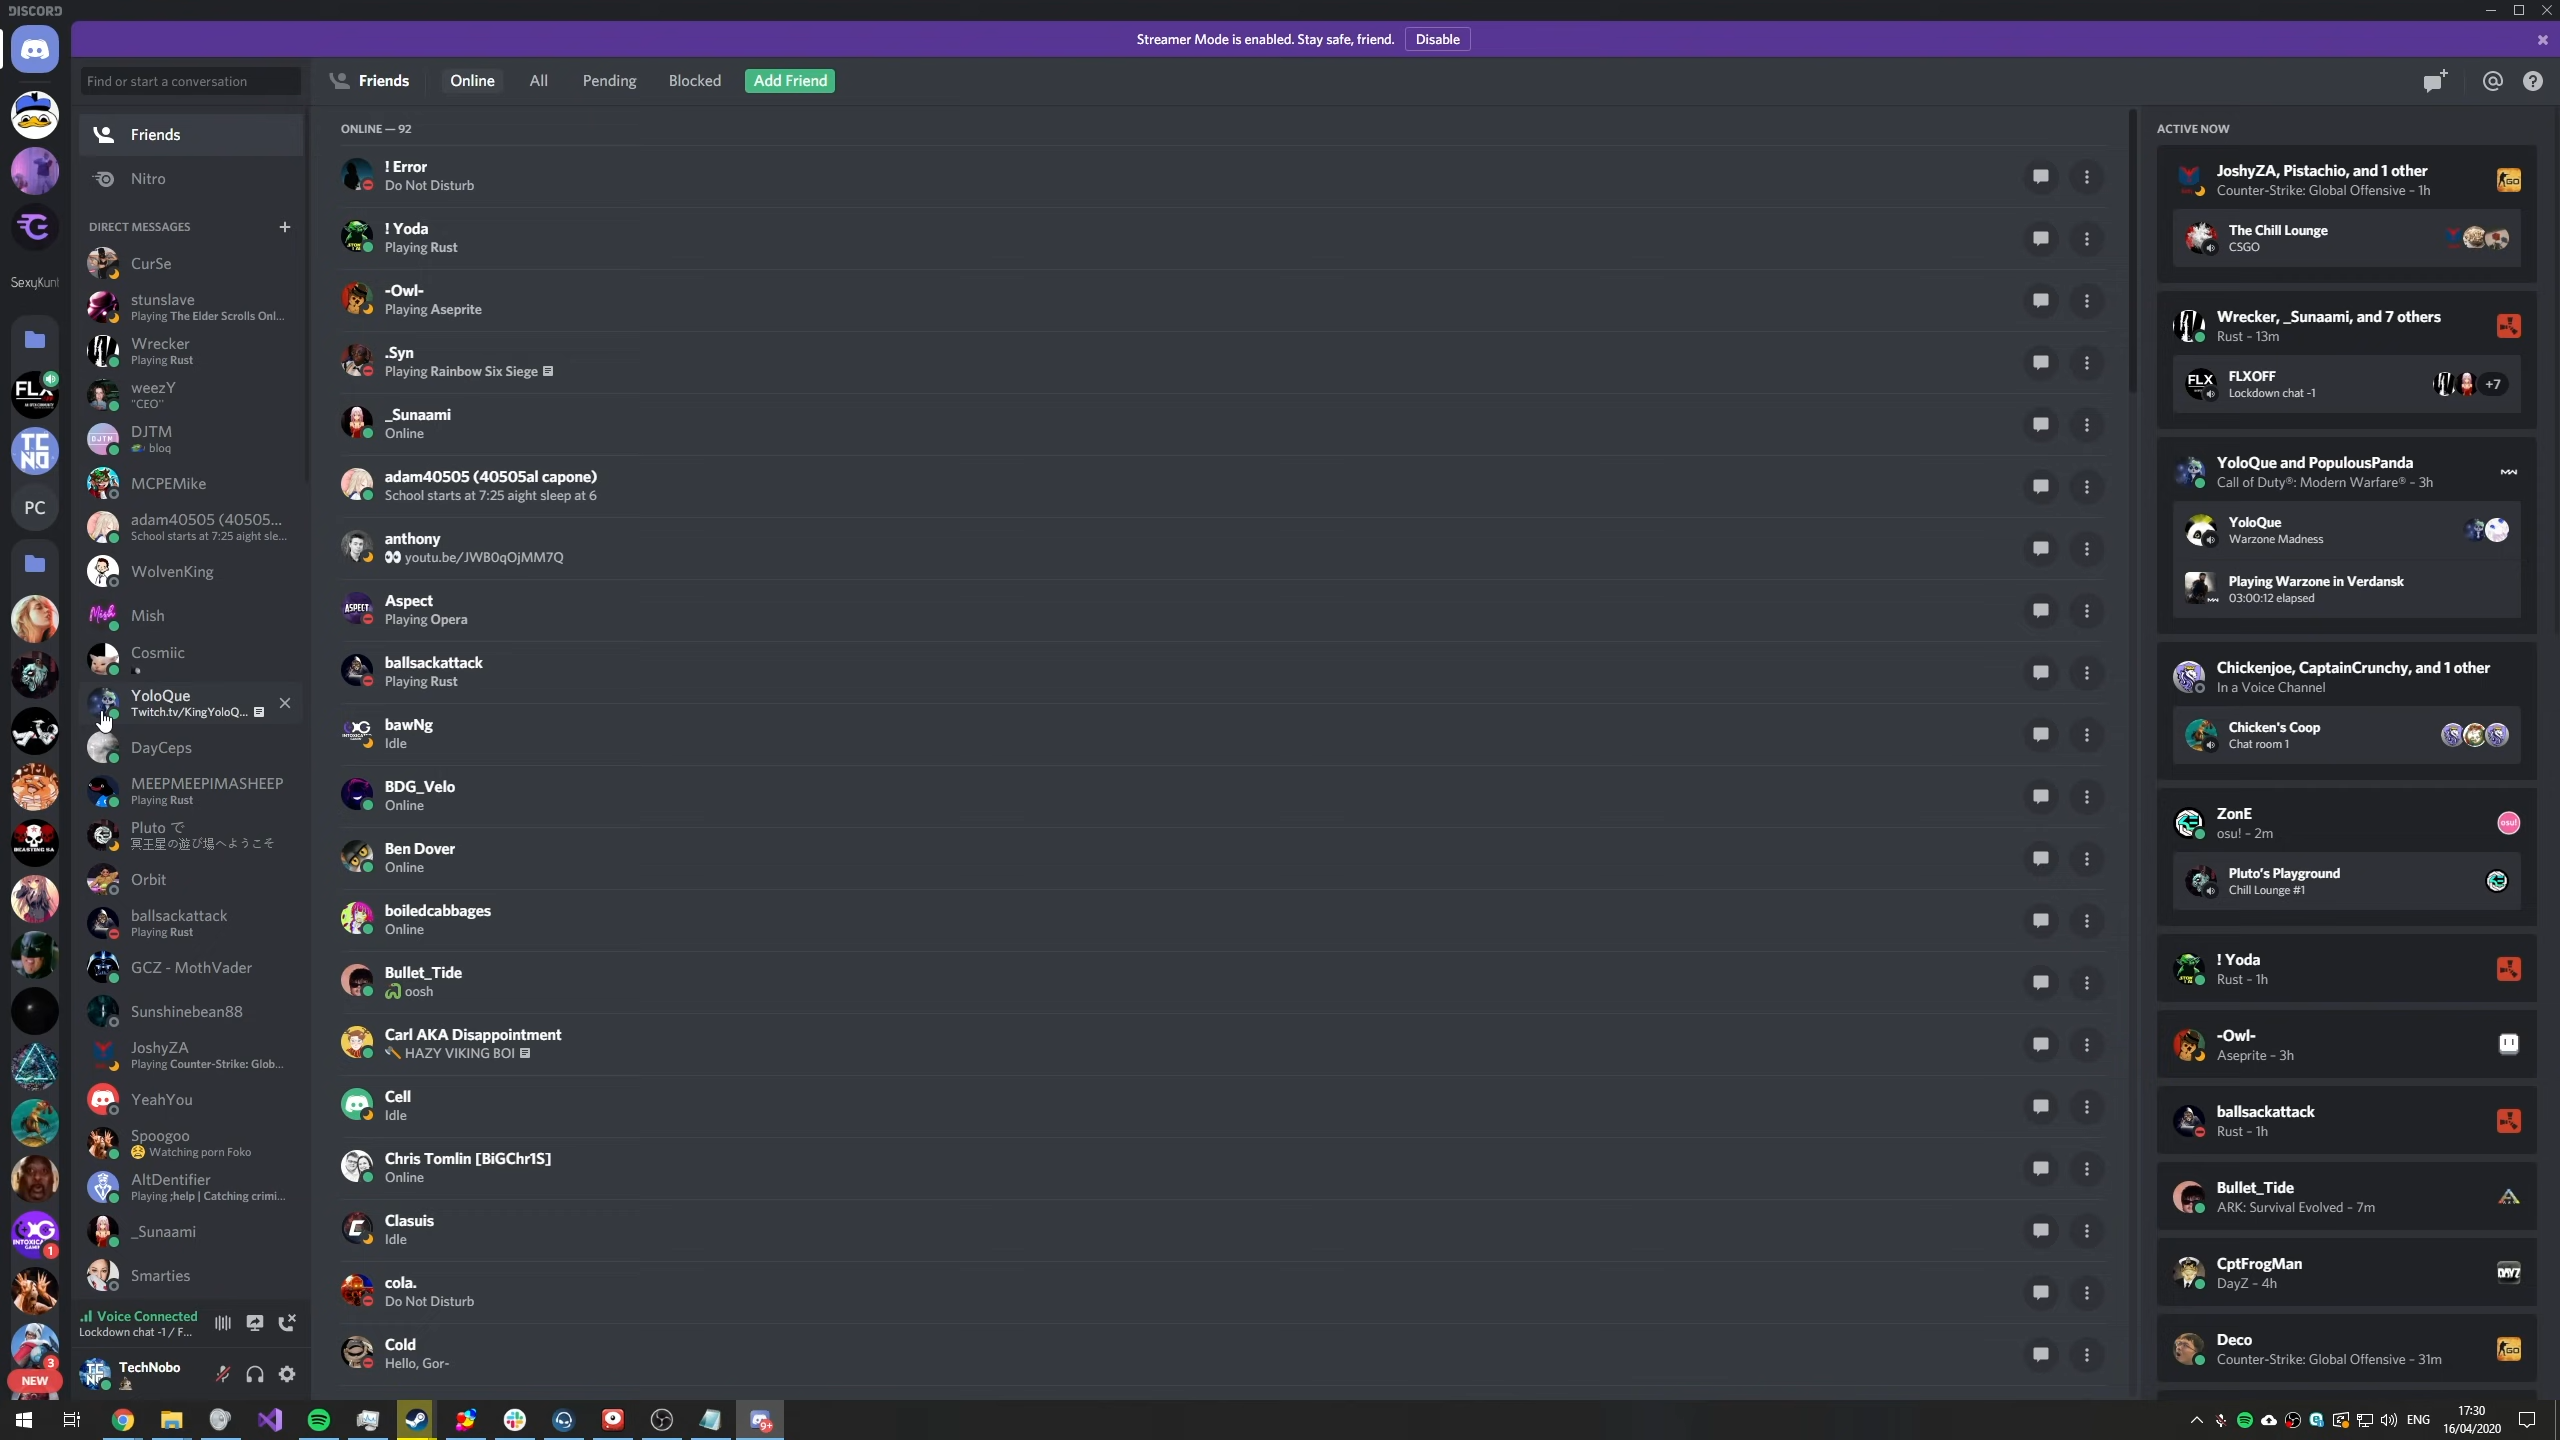 DISCORD
Streamer Mode is enabled. Stay safe, friend. Disable
Find or start a conversation
Friends Online All Pending Blocked Add Friend
Friends
Nitro
DIRECT MESSAGES
CurSe
stunslave
Playing The Elder Scrolls Onl...
Wrecker
Playing Rust
weezY
"CEO"
DJTM
bloq
MCPEMike
adam40505 (40505...
School starts at 7:25 aight sle...
WolvenKing
Mish
Cosmiic
YoloQue
Twitch.tv/KingYoloQ...
DayCeps
MEEPMEEPIMASHEEP
Playing Rust
Pluto で
冥王星の遊び場へようこそ
Orbit
ballsackattack
Playing Rust
GCZ - MothVader
Sunshinebean88
JoshyZA
Playing Counter-Strike: Glob...
YeahYou
Spoogoo
Watching porn Foko
AltDentifier
Playing ;help | Catching crimi...
_Sunaami
Smarties
Voice Connected
Lockdown chat -1 / F...
TechNobo
SexyKunt
FLX
TC
NO
PC
NEW
1
3
ONLINE — 92
! Error
Do Not Disturb
! Yoda
Playing Rust
-Owl-
Playing Aseprite
.Syn
Playing Rainbow Six Siege
_Sunaami
Online
adam40505 (40505al capone)
School starts at 7:25 aight sleep at 6
anthony
👀 youtu.be/JWB0qOjMM7Q
Aspect
Playing Opera
ballsackattack
Playing Rust
bawNg
Idle
BDG_Velo
Online
Ben Dover
Online
boiledcabbages
Online
Bullet_Tide
oosh
Carl AKA Disappointment
HAZY VIKING BOI
Cell
Idle
Chris Tomlin [BiGChr1S]
Online
Clasuis
Idle
cola.
Do Not Disturb
Cold
Hello, Gor-
ACTIVE NOW
JoshyZA, Pistachio, and 1 other
Counter-Strike: Global Offensive – 1h
The Chill Lounge
CSGO
Wrecker, _Sunaami, and 7 others
Rust – 13m
FLX
FLXOFF
Lockdown chat -1
+7
YoloQue and PopulousPanda
Call of Duty®: Modern Warfare® – 3h
YoloQue
Warzone Madness
Playing Warzone in Verdansk
03:00:12 elapsed
Chickenjoe, CaptainCrunchy, and 1 other
In a Voice Channel
Chicken's Coop
Chat room 1
ZonE
osu! – 2m
osu!
Pluto's Playground
Chill Lounge #1
! Yoda
Rust – 1h
-Owl-
Aseprite – 3h
ballsackattack
Rust – 1h
Bullet_Tide
ARK: Survival Evolved – 7m
CptFrogMan
DayZ – 4h
DAYZ
Deco
Counter-Strike: Global Offensive – 31m
9+
ENG
17:30
16/04/2020